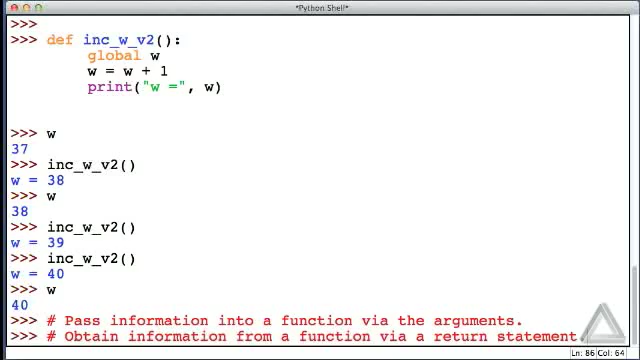 *Python Shell*
>>>
>>> def inc_w_v2():
global w
w = w + 1
print("w =", w)
>>> w
37
>>> inc_w_v2()
w = 38
>>> w
38
>>> inc_w_v2()
w = 39
>>> inc_w_v2()
w = 40
>>> w
40
>>> # Pass information into a function via the arguments.
>>> # Obtain information from a function via a return statement
Ln: 86 Col: 64